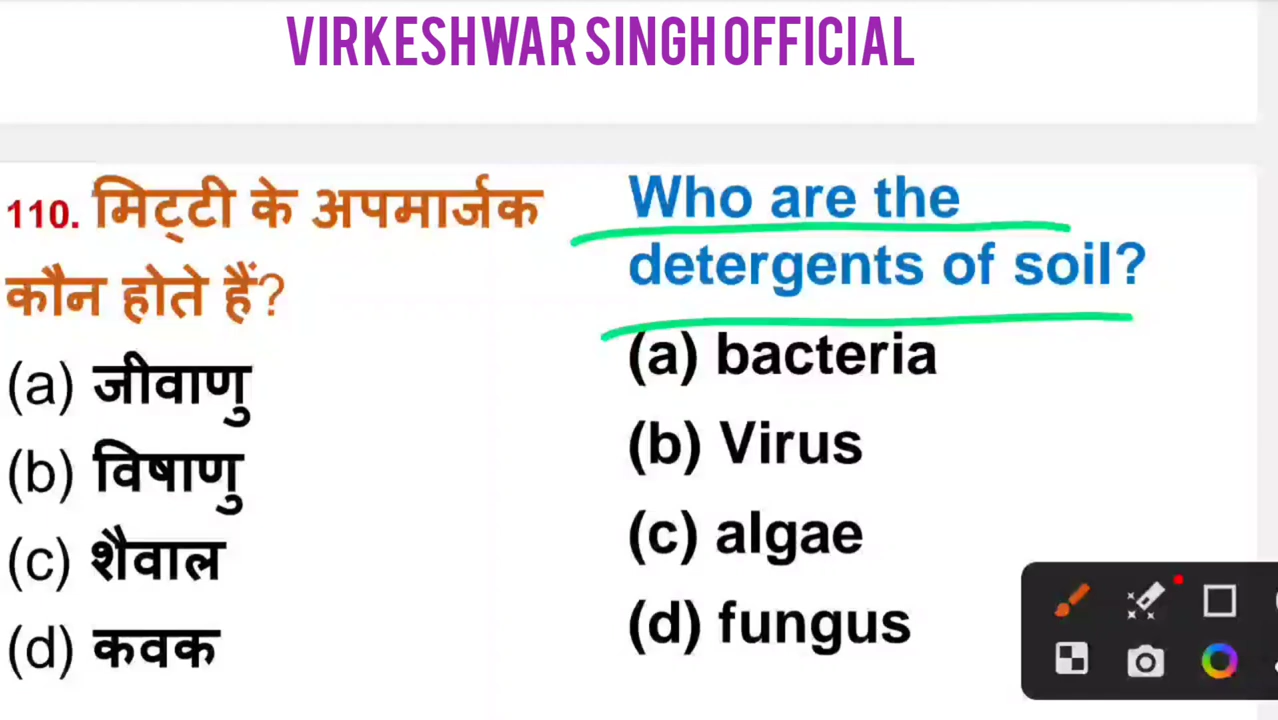 VIRKESHWAR SINGH OFFICIAL
110. मिट्टी के अपमार्जक
कौन होते हैं?
(a) जीवाणु
(b) विषाणु
(c) शैवाल
(d) कवक
Who are the
detergents of soil?
(a) bacteria
(b) Virus
(c) algae
(d) fungus